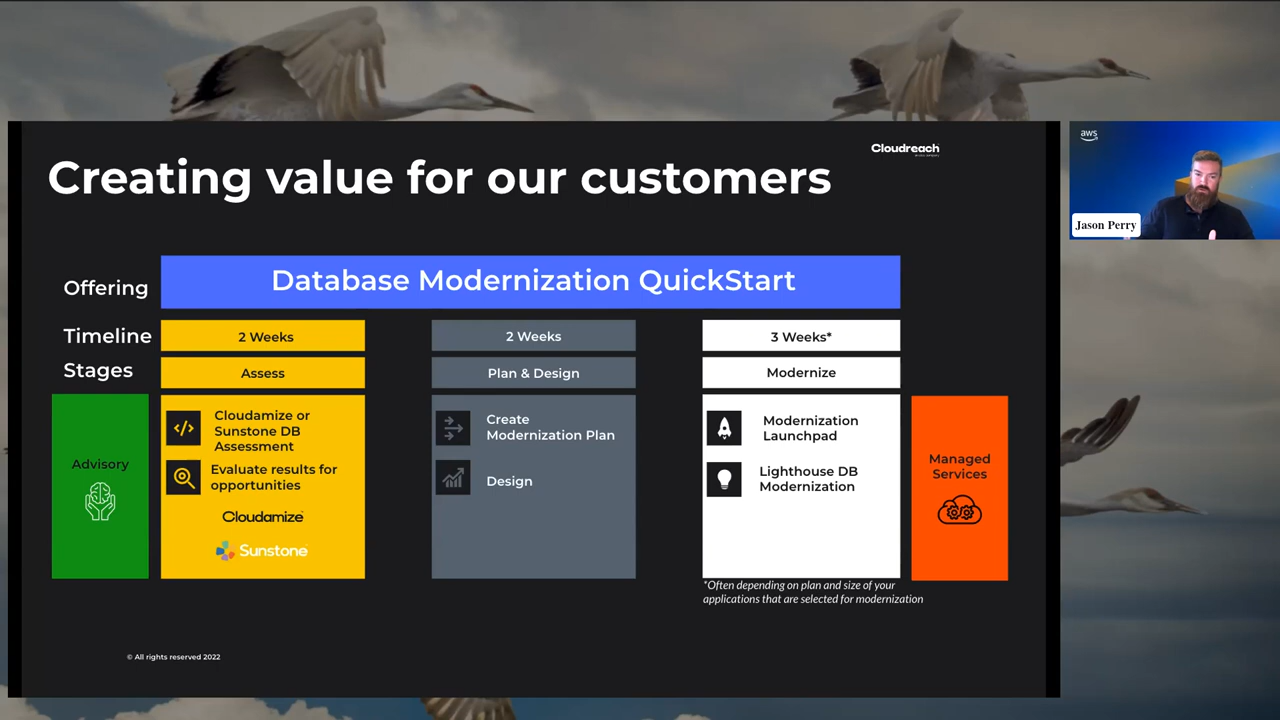 Cloudreach
Creating value for our customers
aws
Jason Perry
Offering
Database Modernization QuickStart
Timeline
2 Weeks
2 Weeks
3 Weeks*
Stages
Assess
Plan & Design
Modernize
Advisory
Cloudamize or
Sunstone DB
Assessment
Evaluate results for
opportunities
Cloudamize
Sunstone
Create
Modernization Plan
Design
Modernization
Launchpad
Lighthouse DB
Modernization
Managed
Services
*Often depending on plan and size of your
applications that are selected for modernization
© All rights reserved 2022